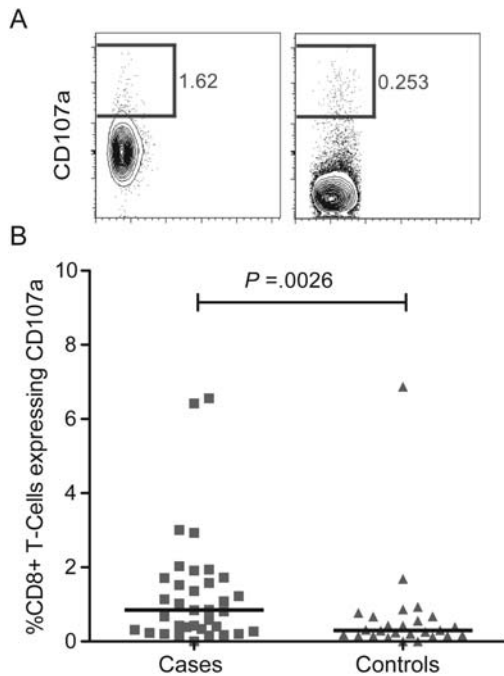 A
CD107a
1.62
0.253
B
%CD8+ T-Cells expressing CD107a
P =.0026
10
8
6
4
2
0
Cases
Controls